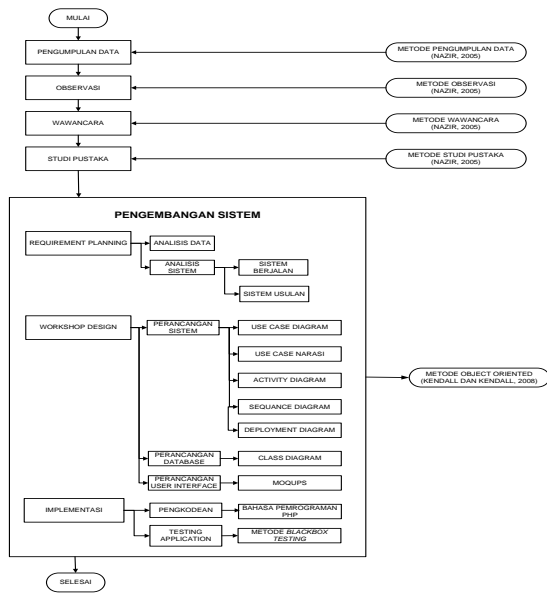 MULAI
PENGUMPULAN DATA
METODE PENGUMPULAN DATA
(NAZIR, 2005)
OBSERVASI
METODE OBSERVASI
(NAZIR, 2005)
WAWANCARA
METODE WAWANCARA
(NAZIR, 2005)
STUDI PUSTAKA
METODE STUDI PUSTAKA
(NAZIR, 2005)
PENGEMBANGAN SISTEM
REQUIREMENT PLANNING
ANALISIS DATA
ANALISIS
SISTEM
SISTEM
BERJALAN
SISTEM USULAN
WORKSHOP DESIGN
PERANCANGAN
SISTEM
USE CASE DIAGRAM
USE CASE NARASI
ACTIVITY DIAGRAM
SEQUANCE DIAGRAM
DEPLOYMENT DIAGRAM
METODE OBJECT ORIENTED
(KENDALL DAN KENDALL, 2008)
PERANCANGAN
DATABASE
CLASS DIAGRAM
PERANCANGAN
USER INTERFACE
MOQUPS
IMPLEMENTASI
PENGKODEAN
BAHASA PEMROGRAMAN
PHP
TESTING
APPLICATION
METODE BLACKBOX
TESTING
SELESAI